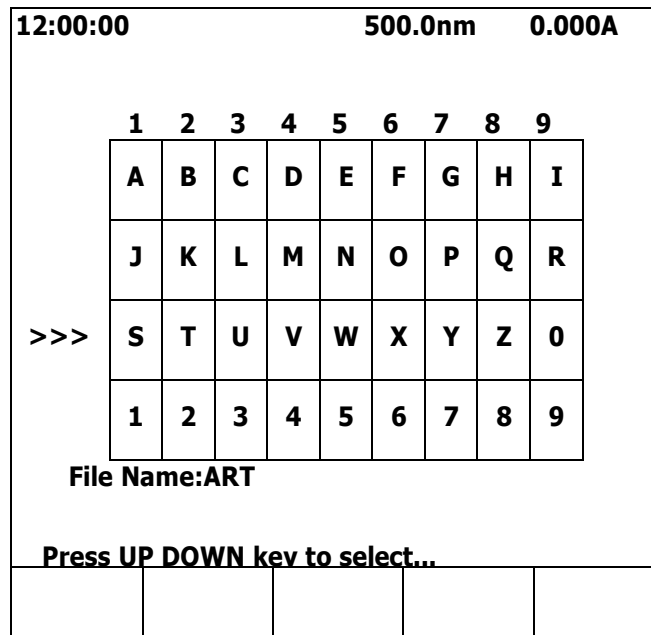 12:00:00 500.0nm 0.000A
1 2 3 4 5 6 7 8 9
A B C D E F G H I
J K L M N O P Q R
>>> S T U V W X Y Z 0
1 2 3 4 5 6 7 8 9
File Name:ART
Press UP DOWN key to select...